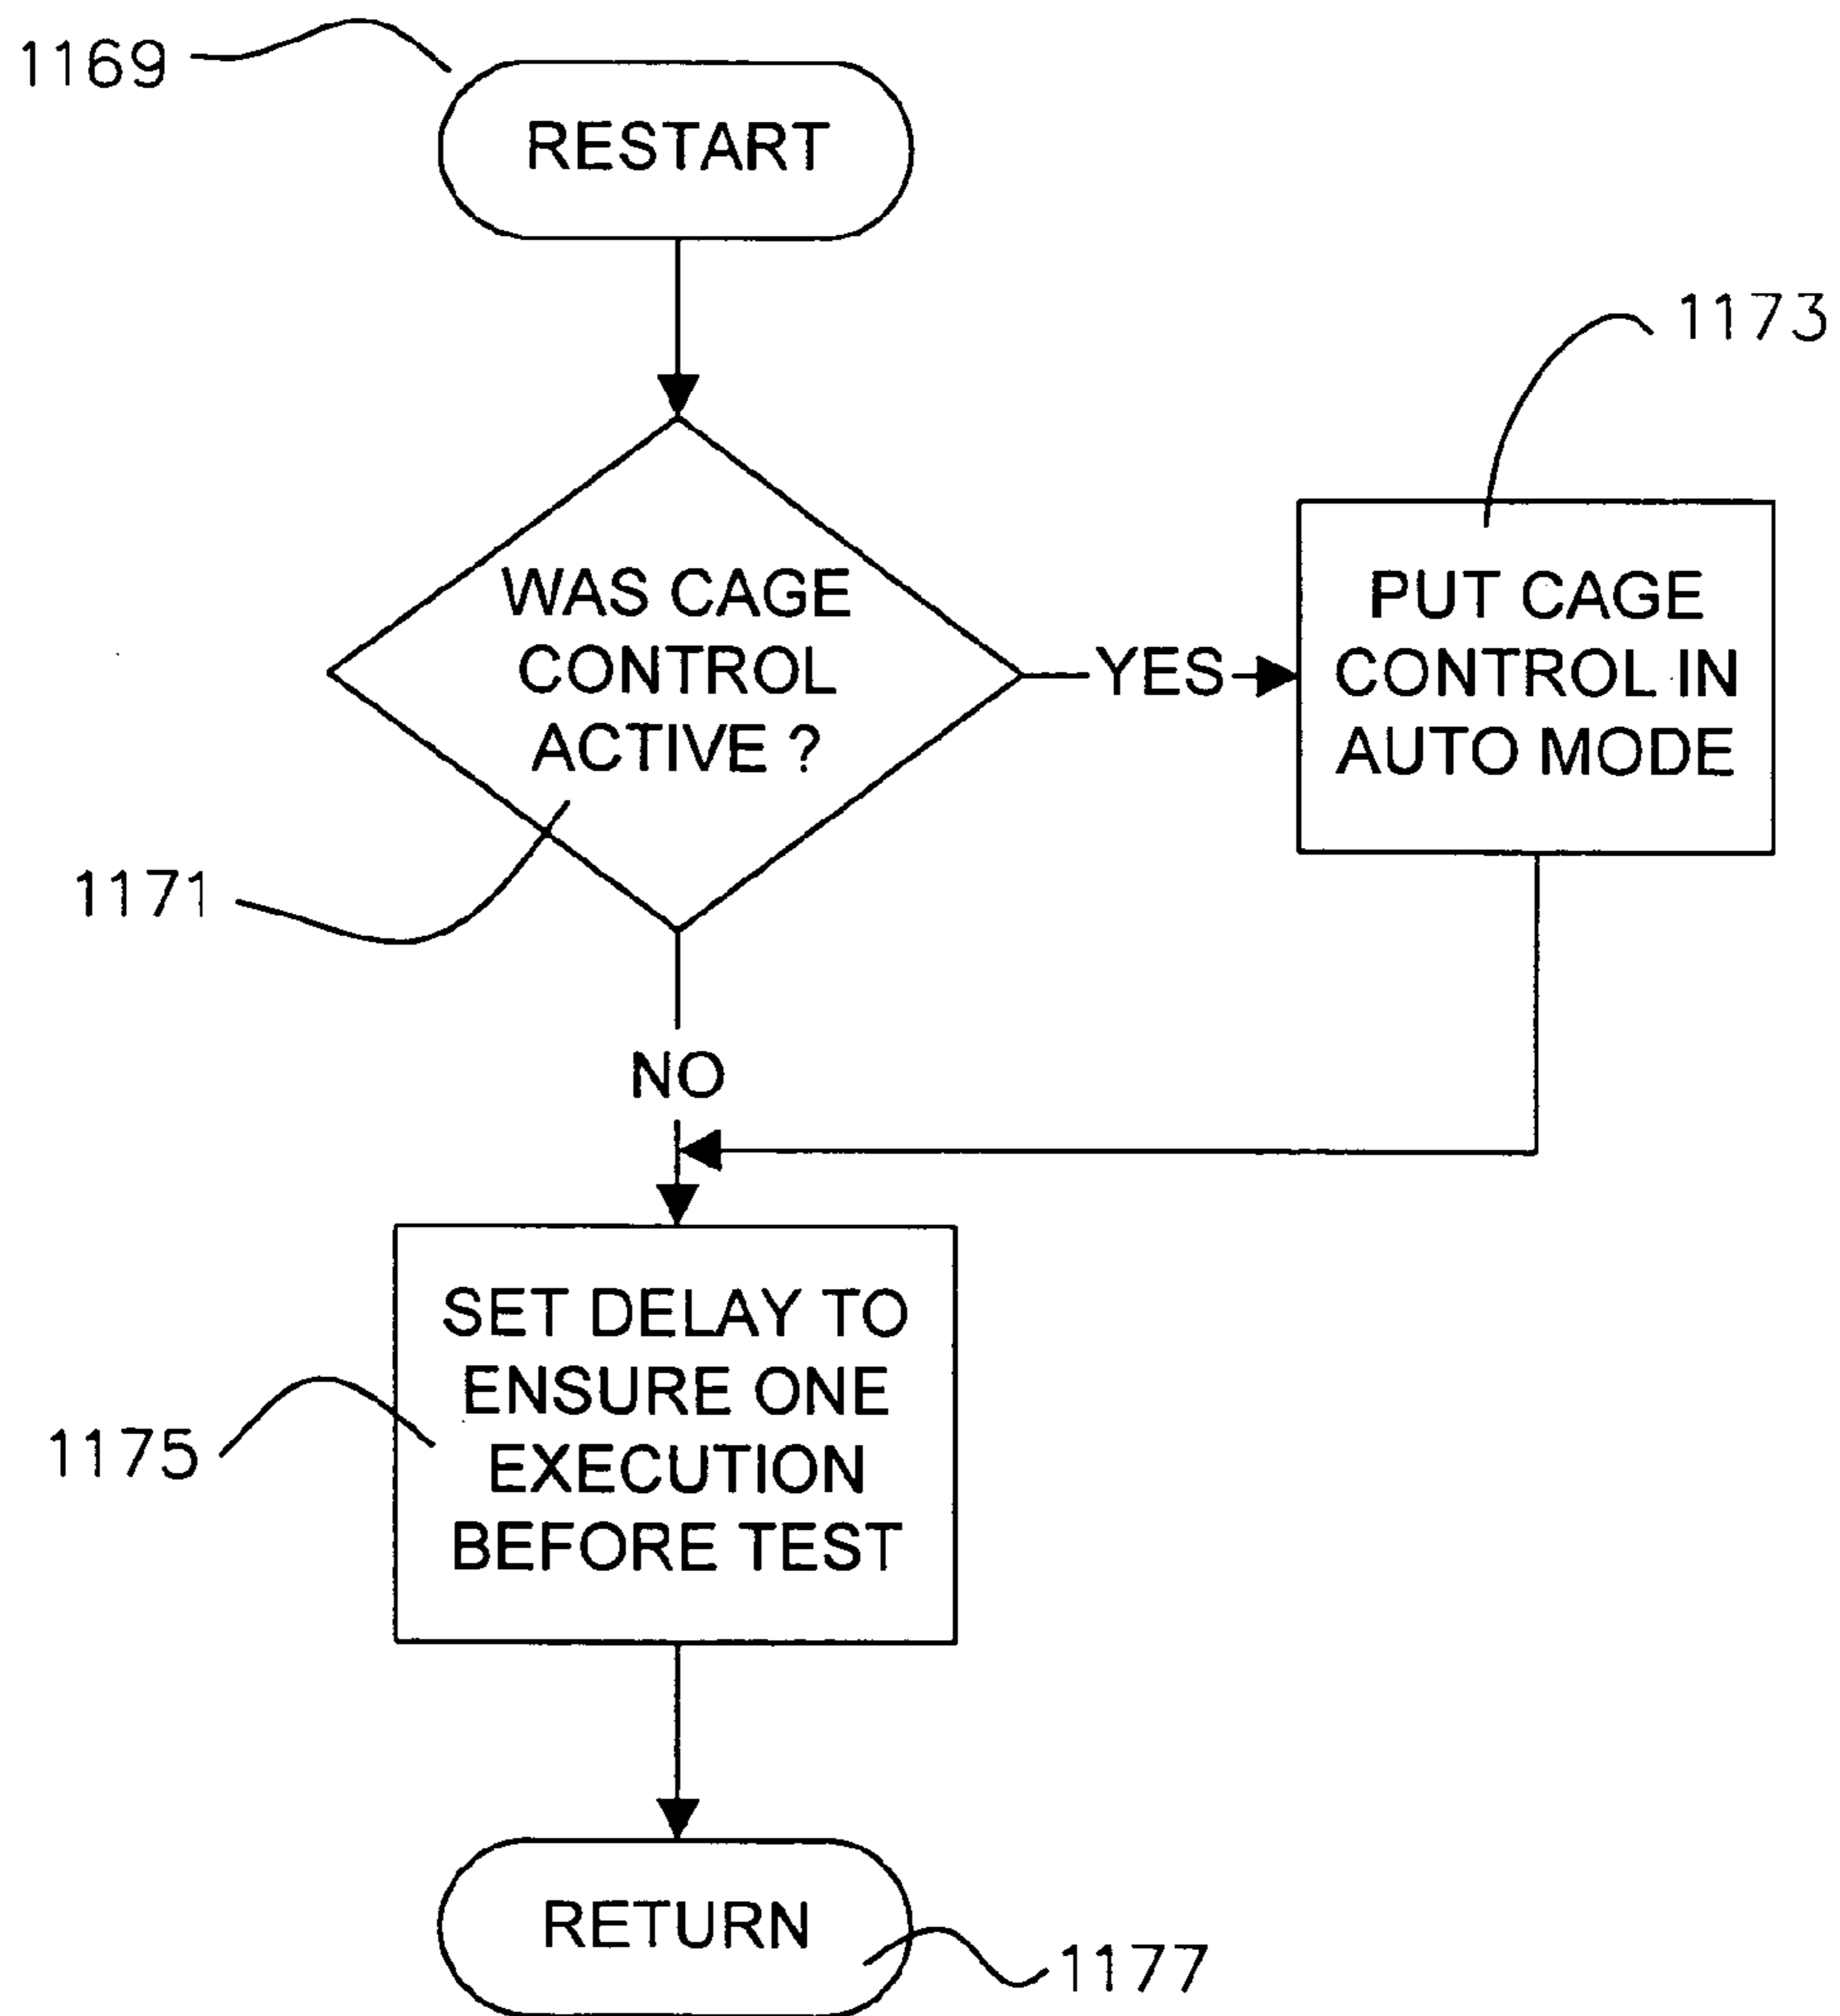 1169
RESTART
1173
WAS CAGE
CONTROL
ACTIVE ?
YES
PUT CAGE
CONTROL IN
AUTO MODE
1171
NO
SET DELAY TO
ENSURE ONE
EXECUTION
BEFORE TEST
1175
RETURN
1177